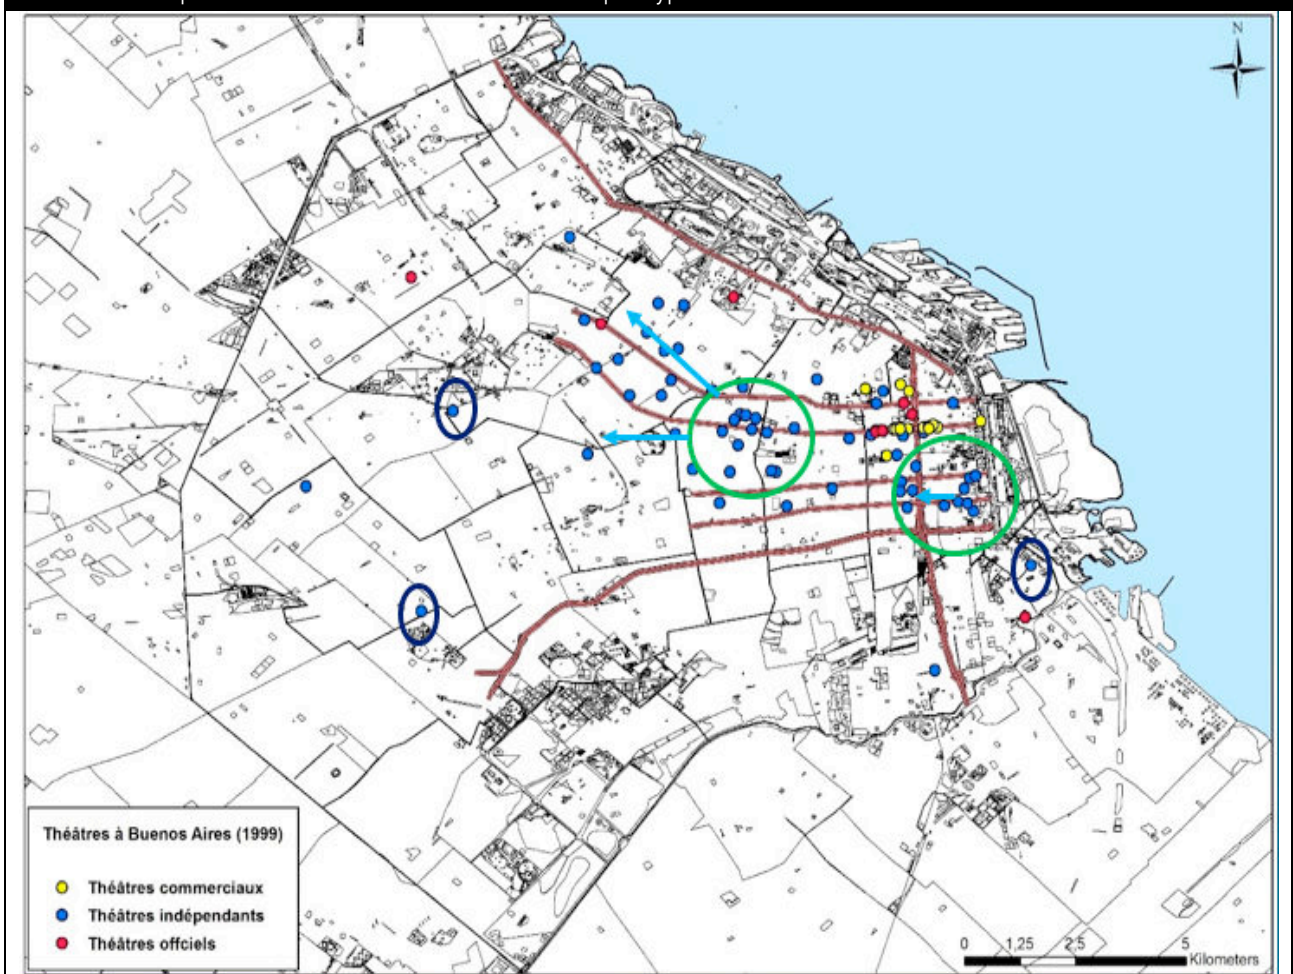 N
Théâtres à Buenos Aires (1999)
Théâtres commerciaux
Théâtres indépendants
Théâtres offciels
0 1,25 2,5 5
Kilometers